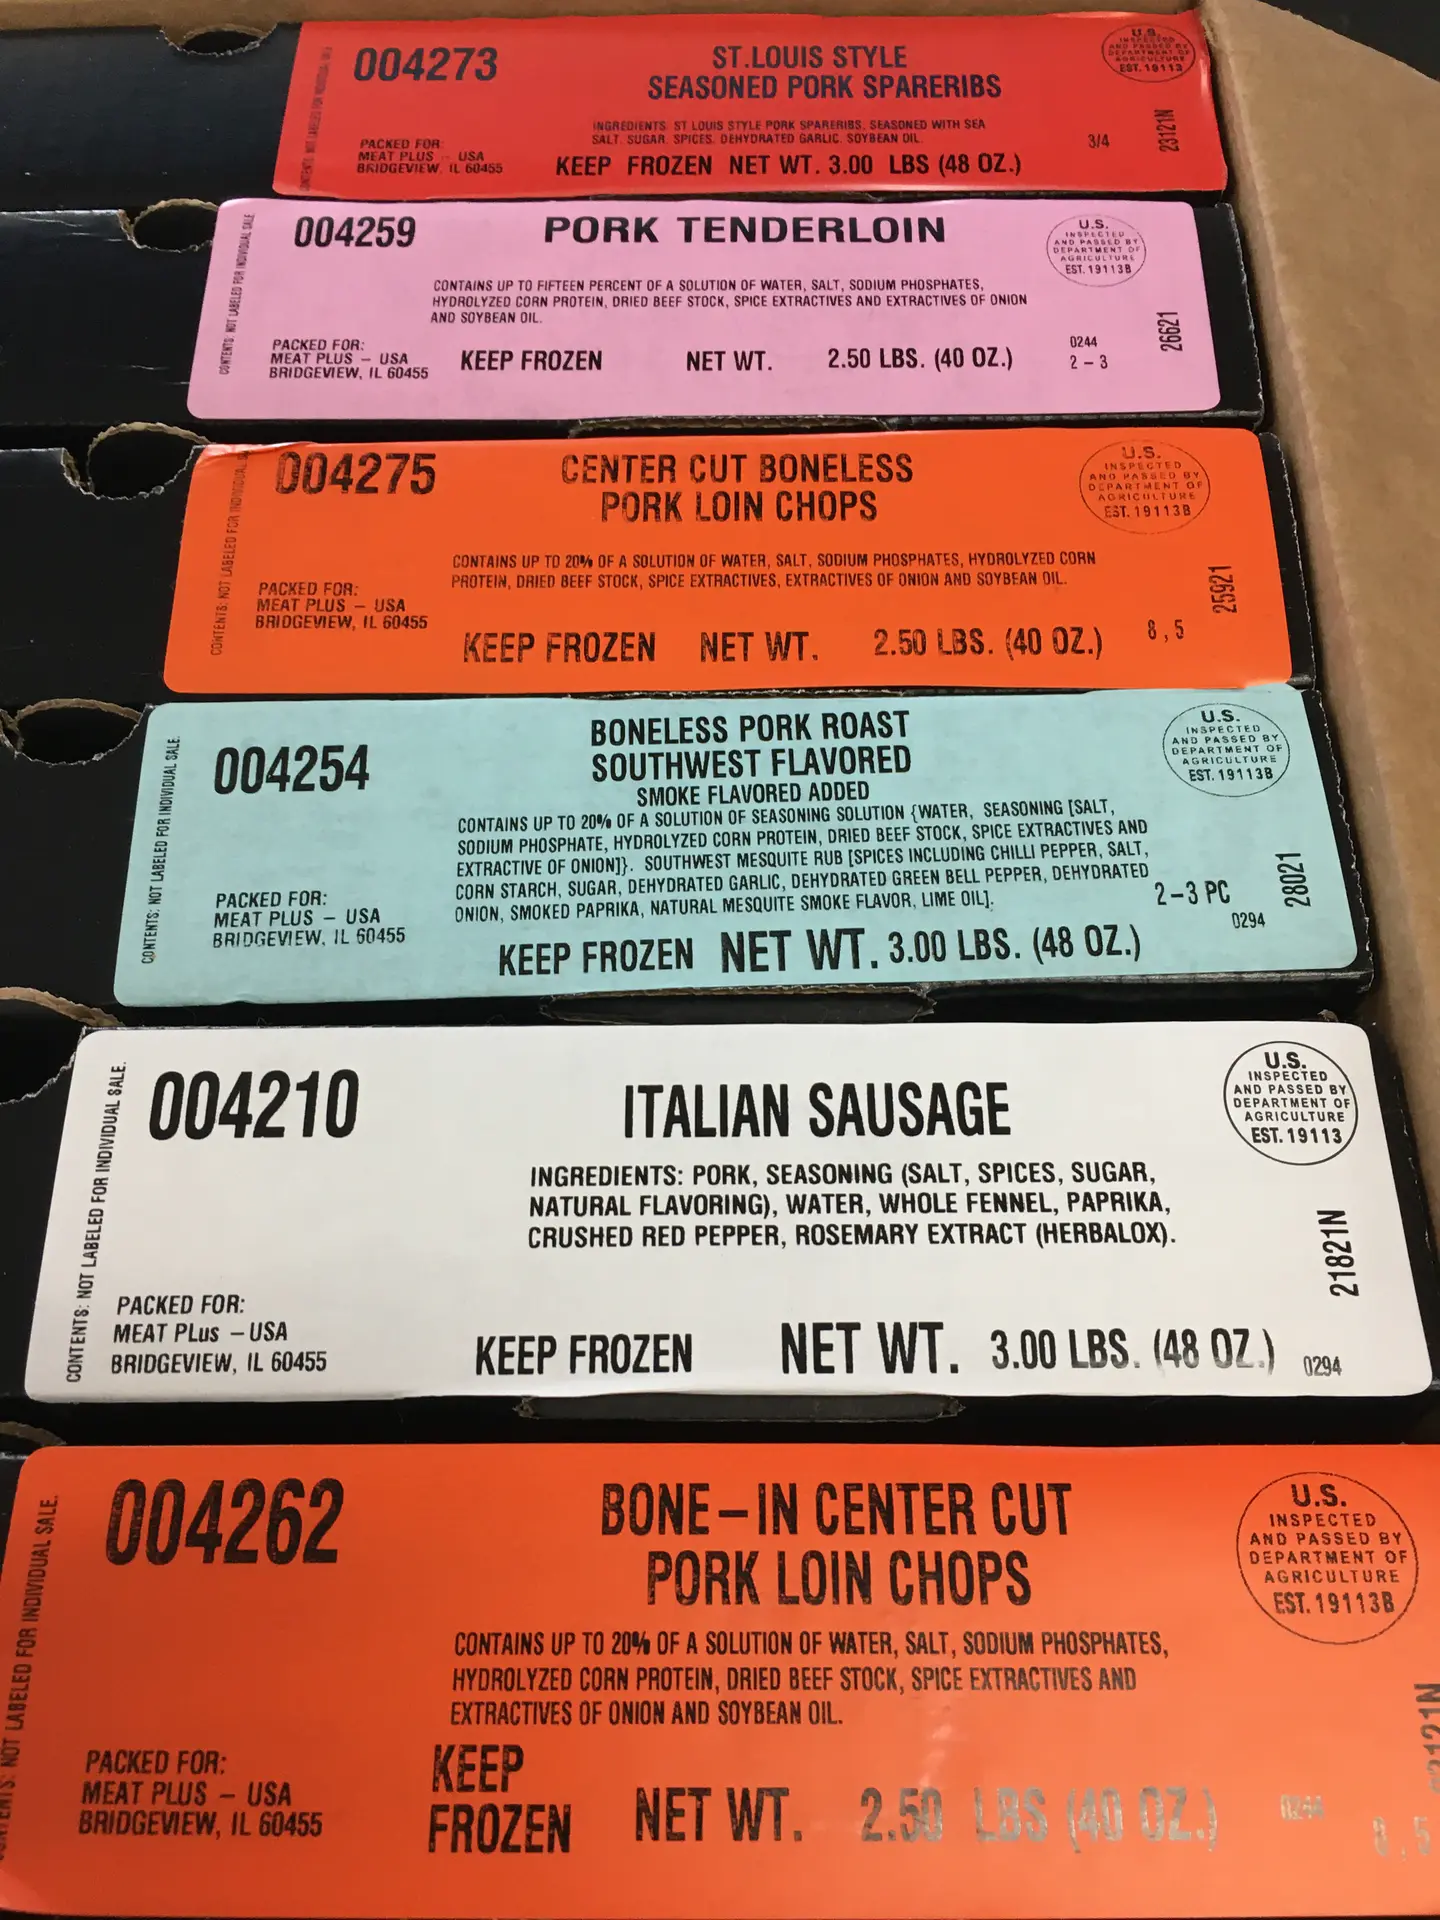 CONTENTS: NOT LABELED FOR INDIVIDUAL SALE
004273
ST.LOUIS STYLE
SEASONED PORK SPARERIBS
U.S.
INSPECTED
AND PASSED BY
DEPARTMENT OF
AGRICULTURE
EST. 19113
INGREDIENTS: ST LOUIS STYLE PORK SPARERIBS, SEASONED WITH SEA
SALT, SUGAR, SPICES, DEHYDRATED GARLIC, SOYBEAN OIL.
PACKED FOR:
MEAT PLUS - USA
BRIDGEVIEW, IL 60455
KEEP FROZEN NET WT. 3.00 LBS (48 OZ.)
3/4
23121N
CONTENTS: NOT LABELED FOR INDIVIDUAL SALE
004259
PORK TENDERLOIN
U.S.
INSPECTED
AND PASSED BY
DEPARTMENT OF
AGRICULTURE
EST. 19113B
CONTAINS UP TO FIFTEEN PERCENT OF A SOLUTION OF WATER, SALT, SODIUM PHOSPHATES,
HYDROLYZED CORN PROTEIN, DRIED BEEF STOCK, SPICE EXTRACTIVES AND EXTRACTIVES OF ONION
AND SOYBEAN OIL.
PACKED FOR:
MEAT PLUS – USA
BRIDGEVIEW, IL 60455
KEEP FROZEN NET WT. 2.50 LBS. (40 OZ.)
0244
2 – 3
26621
CONTENTS: NOT LABELED FOR INDIVIDUAL
004275
CENTER CUT BONELESS
PORK LOIN CHOPS
U.S.
INSPECTED
AND PASSED BY
DEPARTMENT OF
AGRICULTURE
EST. 19113B
CONTAINS UP TO 20% OF A SOLUTION OF WATER, SALT, SODIUM PHOSPHATES, HYDROLYZED CORN
PROTEIN, DRIED BEEF STOCK, SPICE EXTRACTIVES, EXTRACTIVES OF ONION AND SOYBEAN OIL.
PACKED FOR:
MEAT PLUS – USA
BRIDGEVIEW, IL 60455
KEEP FROZEN NET WT. 2.50 LBS. (40 OZ.)
8 , 5
25921
CONTENTS: NOT LABELED FOR INDIVIDUAL SALE.
004254
BONELESS PORK ROAST
SOUTHWEST FLAVORED
SMOKE FLAVORED ADDED
U.S.
INSPECTED
AND PASSED BY
DEPARTMENT OF
AGRICULTURE
EST. 19113B
CONTAINS UP TO 20% OF A SOLUTION OF SEASONING SOLUTION {WATER, SEASONING [SALT,
SODIUM PHOSPHATE, HYDROLYZED CORN PROTEIN, DRIED BEEF STOCK, SPICE EXTRACTIVES AND
EXTRACTIVE OF ONION]}. SOUTHWEST MESQUITE RUB [SPICES INCLUDING CHILLI PEPPER, SALT,
CORN STARCH, SUGAR, DEHYDRATED GARLIC, DEHYDRATED GREEN BELL PEPPER, DEHYDRATED
ONION, SMOKED PAPRIKA, NATURAL MESQUITE SMOKE FLAVOR, LIME OIL].
PACKED FOR:
MEAT PLUS – USA
BRIDGEVIEW, IL 60455
KEEP FROZEN NET WT. 3.00 LBS. (48 OZ.)
2–3 PC
0294
28021
CONTENTS: NOT LABELED FOR INDIVIDUAL SALE.
004210
ITALIAN SAUSAGE
U.S.
INSPECTED
AND PASSED BY
DEPARTMENT OF
AGRICULTURE
EST. 19113
INGREDIENTS: PORK, SEASONING (SALT, SPICES, SUGAR,
NATURAL FLAVORING), WATER, WHOLE FENNEL, PAPRIKA,
CRUSHED RED PEPPER, ROSEMARY EXTRACT (HERBALOX).
PACKED FOR:
MEAT PLus – USA
BRIDGEVIEW, IL 60455
KEEP FROZEN NET WT. 3.00 LBS. (48 OZ.)
0294
21821N
NOT LABELED FOR INDIVIDUAL SALE.
004262
BONE–IN CENTER CUT
PORK LOIN CHOPS
U.S.
INSPECTED
AND PASSED BY
DEPARTMENT OF
AGRICULTURE
EST. 19113B
CONTAINS UP TO 20% OF A SOLUTION OF WATER, SALT, SODIUM PHOSPHATES,
HYDROLYZED CORN PROTEIN, DRIED BEEF STOCK, SPICE EXTRACTIVES AND
EXTRACTIVES OF ONION AND SOYBEAN OIL.
PACKED FOR:
MEAT PLUS – USA
BRIDGEVIEW, IL 60455
KEEP
FROZEN
NET WT. 2.50 LBS (40 OZ.)
8 , 5